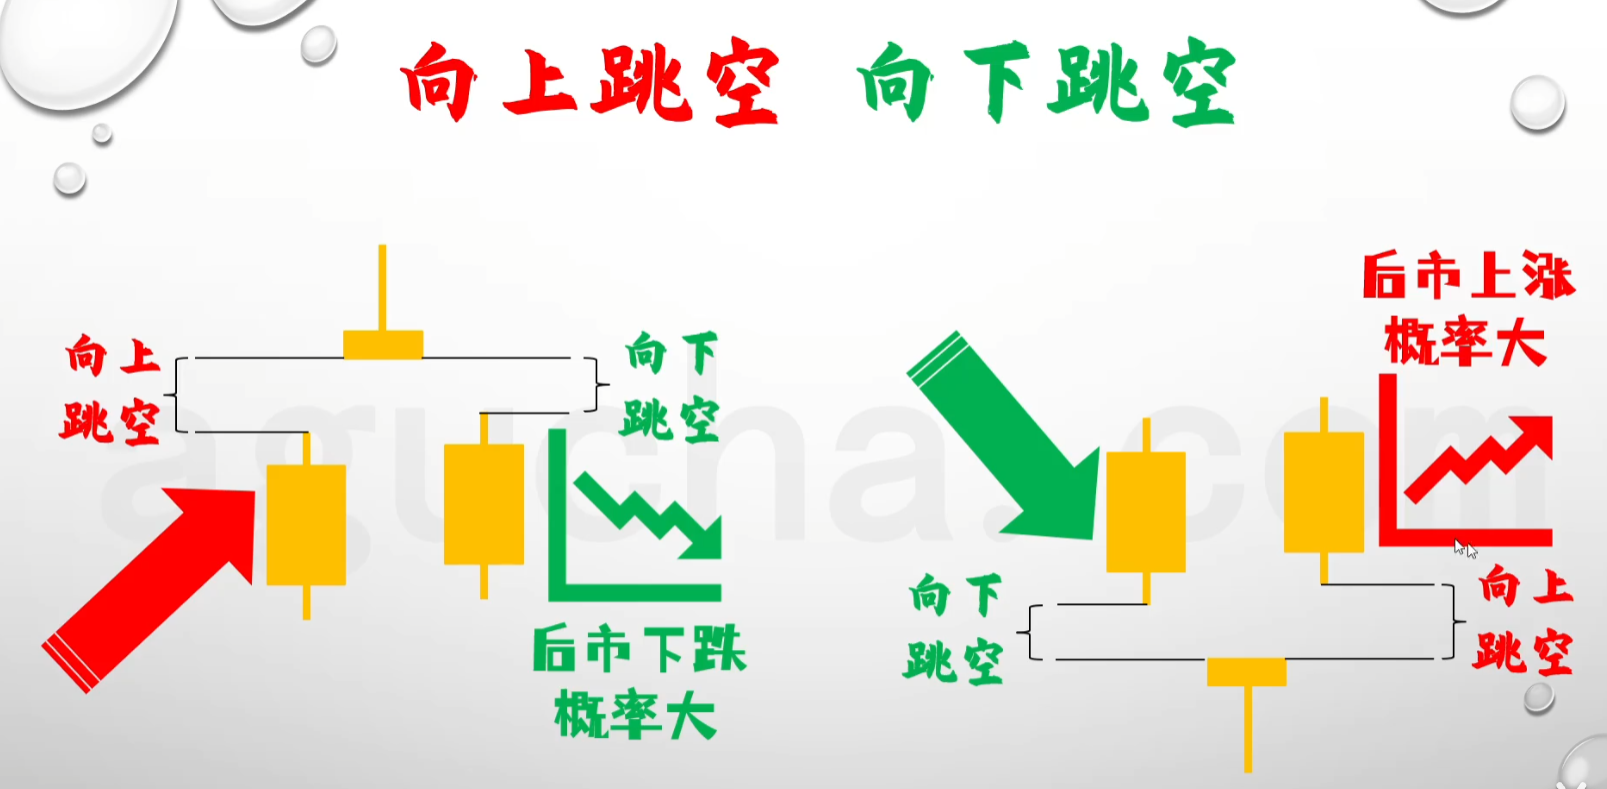 向上跳空 向下跳空
向上
跳空
向下
跳空
后市下跌
概率大
后市上涨
概率大
向下
跳空
向上
跳空
agucha.com